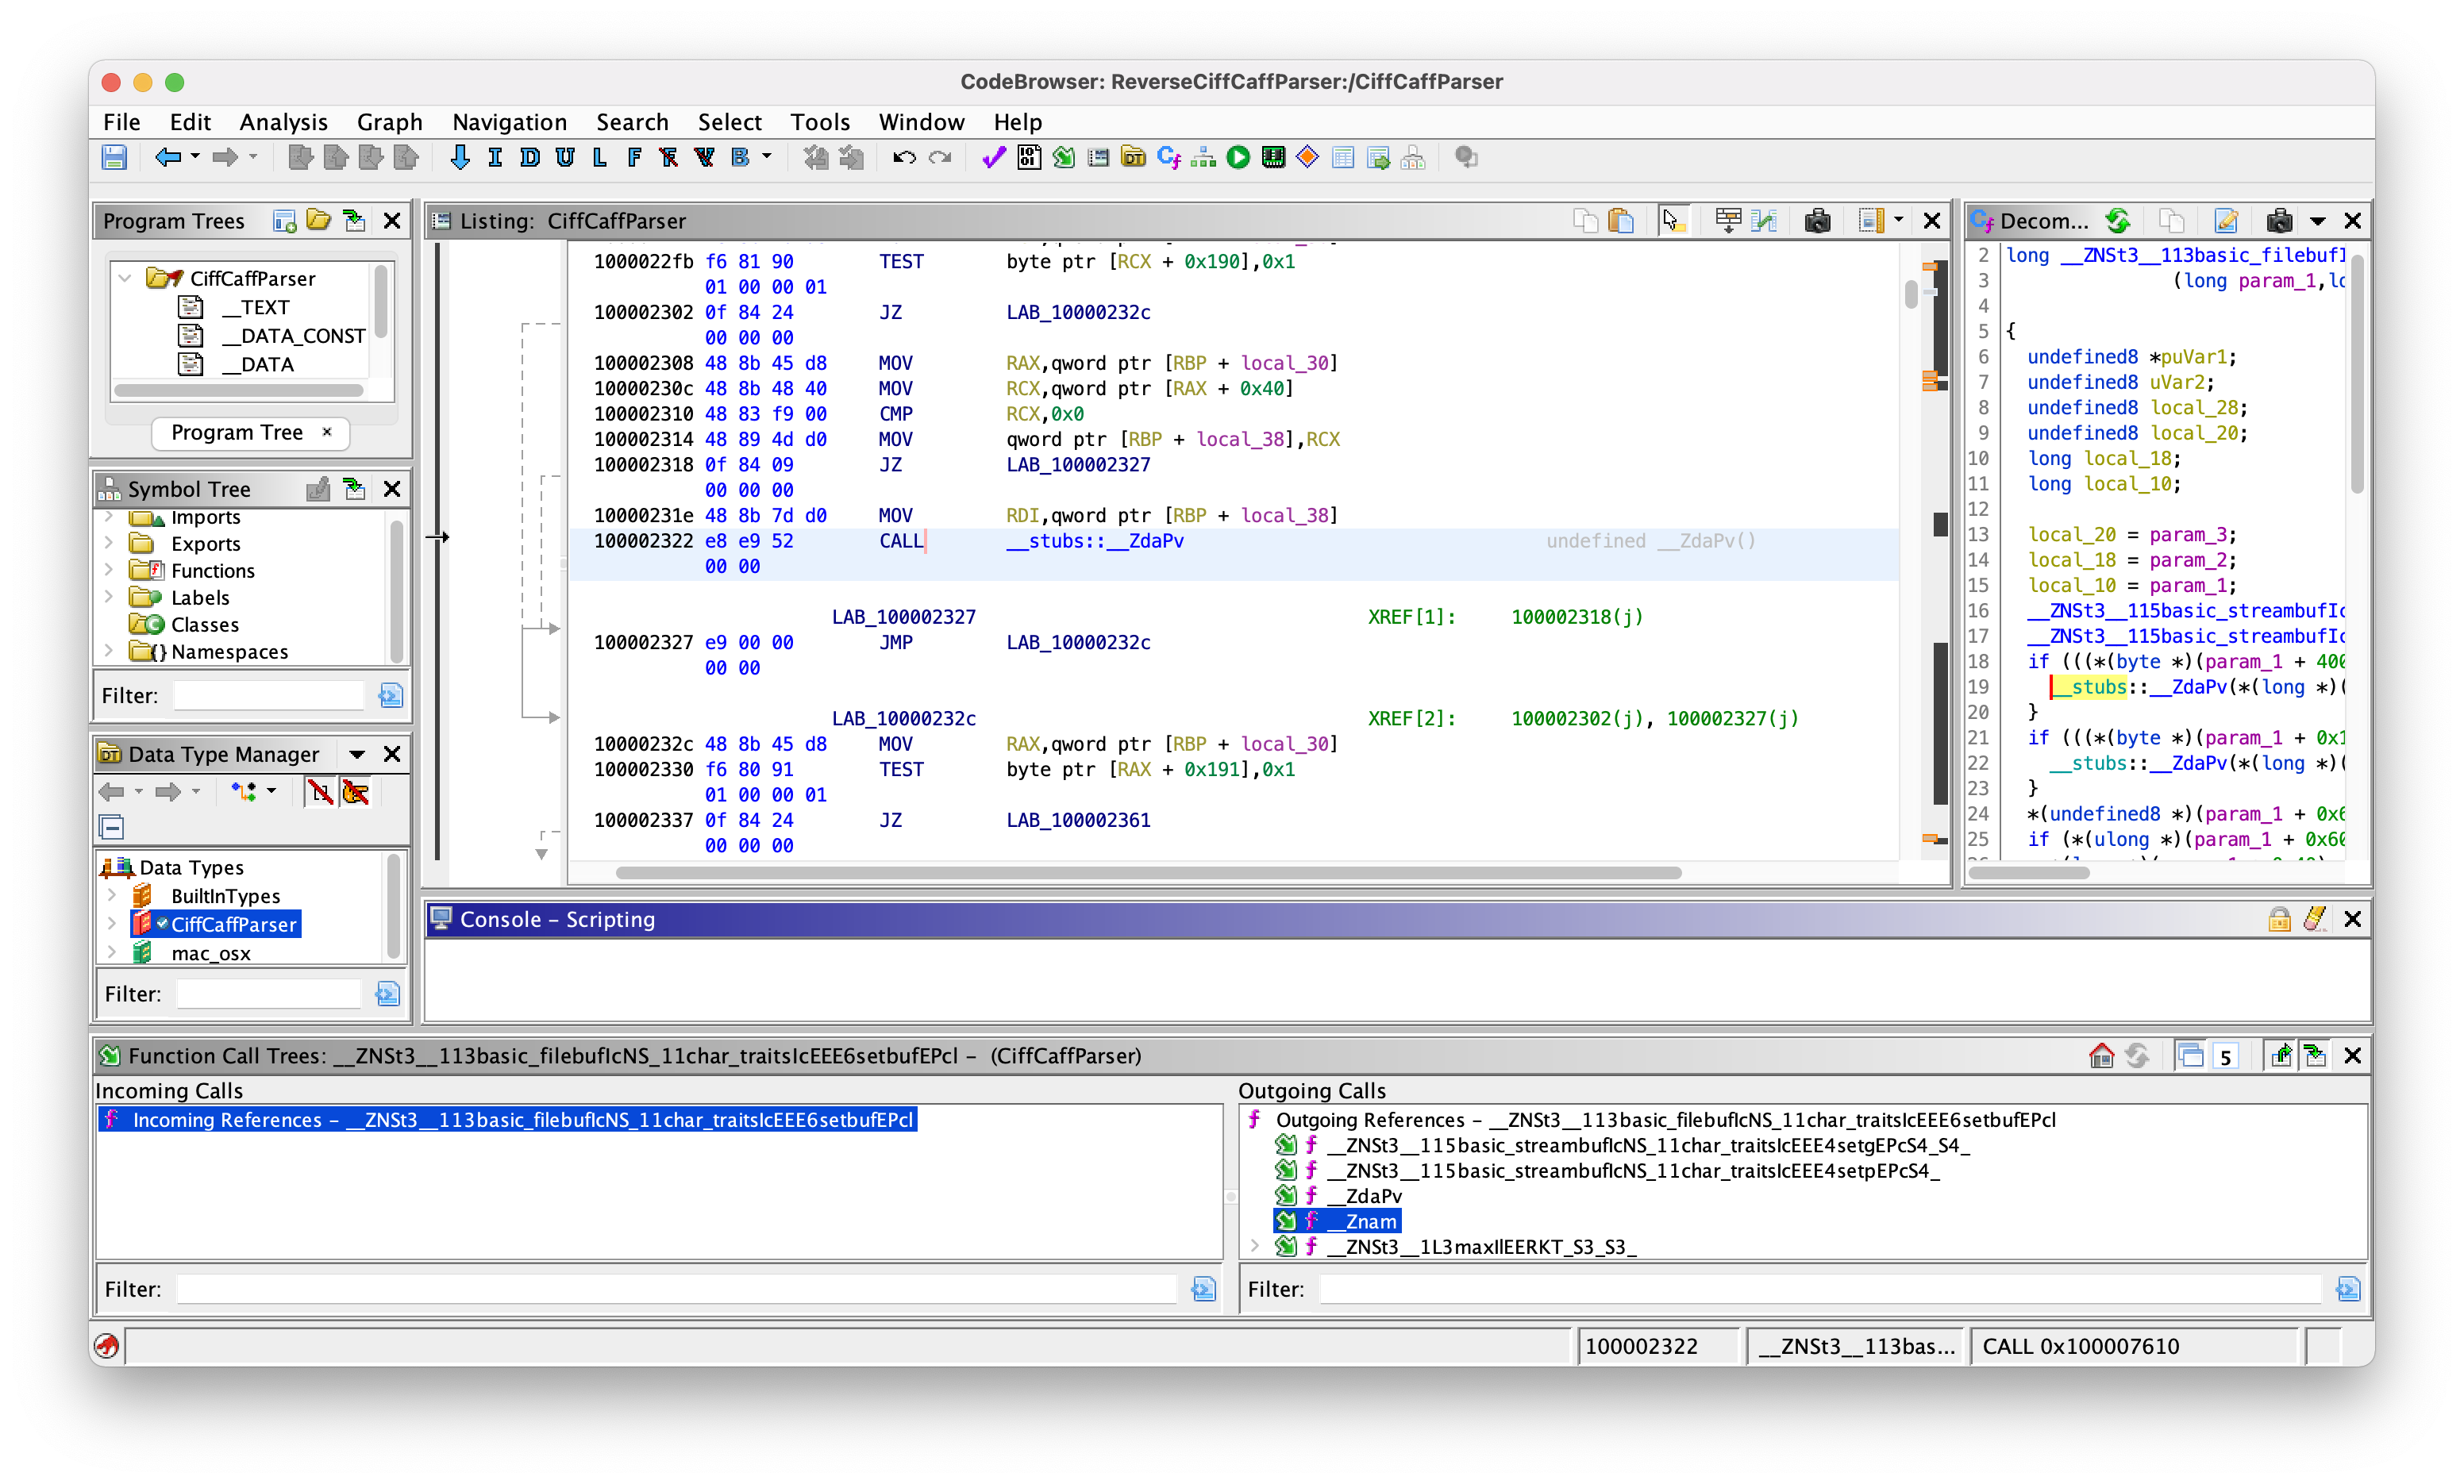 CodeBrowser: ReverseCiffCaffParser:/CiffCaffParser
File Edit Analysis Graph Navigation Search Select Tools Window Help
I D U L F B
Program Trees
CiffCaffParser
__TEXT
__DATA_CONST
__DATA
Program Tree ×
Symbol Tree
Imports
Exports
Functions
Labels
Classes
Namespaces
Filter:
Data Type Manager
Data Types
BuiltInTypes
CiffCaffParser
mac_osx
Filter:
Listing: CiffCaffParser
1000022fb f6 81 90 TEST byte ptr [RCX + 0x190],0x1
01 00 00 01
100002302 0f 84 24 JZ LAB_10000232c
00 00 00
100002308 48 8b 45 d8 MOV RAX,qword ptr [RBP + local_30]
10000230c 48 8b 48 40 MOV RCX,qword ptr [RAX + 0x40]
100002310 48 83 f9 00 CMP RCX,0x0
100002314 48 89 4d d0 MOV qword ptr [RBP + local_38],RCX
100002318 0f 84 09 JZ LAB_100002327
00 00 00
10000231e 48 8b 7d d0 MOV RDI,qword ptr [RBP + local_38]
100002322 e8 e9 52 CALL __stubs::__ZdaPv undefined __ZdaPv()
00 00
LAB_100002327 XREF[1]: 100002318(j)
100002327 e9 00 00 JMP LAB_10000232c
00 00
LAB_10000232c XREF[2]: 100002302(j), 100002327(j)
10000232c 48 8b 45 d8 MOV RAX,qword ptr [RBP + local_30]
100002330 f6 80 91 TEST byte ptr [RAX + 0x191],0x1
01 00 00 01
100002337 0f 84 24 JZ LAB_100002361
00 00 00
Decom...
2 long __ZNSt3__113basic_filebufI
3 (long param_1,lo
4
5 {
6 undefined8 *puVar1;
7 undefined8 uVar2;
8 undefined8 local_28;
9 undefined8 local_20;
10 long local_18;
11 long local_10;
12
13 local_20 = param_3;
14 local_18 = param_2;
15 local_10 = param_1;
16 __ZNSt3__115basic_streambufIc
17 __ZNSt3__115basic_streambufIc
18 if (((*(byte *)(param_1 + 400
19 __stubs::__ZdaPv(*(long *)(
20 }
21 if (((*(byte *)(param_1 + 0x1
22 __stubs::__ZdaPv(*(long *)(
23 }
24 *(undefined8 *)(param_1 + 0x6
25 if (*(ulong *)(param_1 + 0x60
Console – Scripting
Function Call Trees: __ZNSt3__113basic_filebufIcNS_11char_traitsIcEEE6setbufEPcl – (CiffCaffParser)
5
Incoming Calls
Incoming References – __ZNSt3__113basic_filebufIcNS_11char_traitsIcEEE6setbufEPcl
Filter:
Outgoing Calls
Outgoing References – __ZNSt3__113basic_filebufIcNS_11char_traitsIcEEE6setbufEPcl
__ZNSt3__115basic_streambufIcNS_11char_traitsIcEEE4setgEPcS4_S4_
__ZNSt3__115basic_streambufIcNS_11char_traitsIcEEE4setpEPcS4_
__ZdaPv
__Znam
__ZNSt3__1L3maxIlEERKT_S3_S3_
Filter:
100002322 __ZNSt3__113bas... CALL 0x100007610